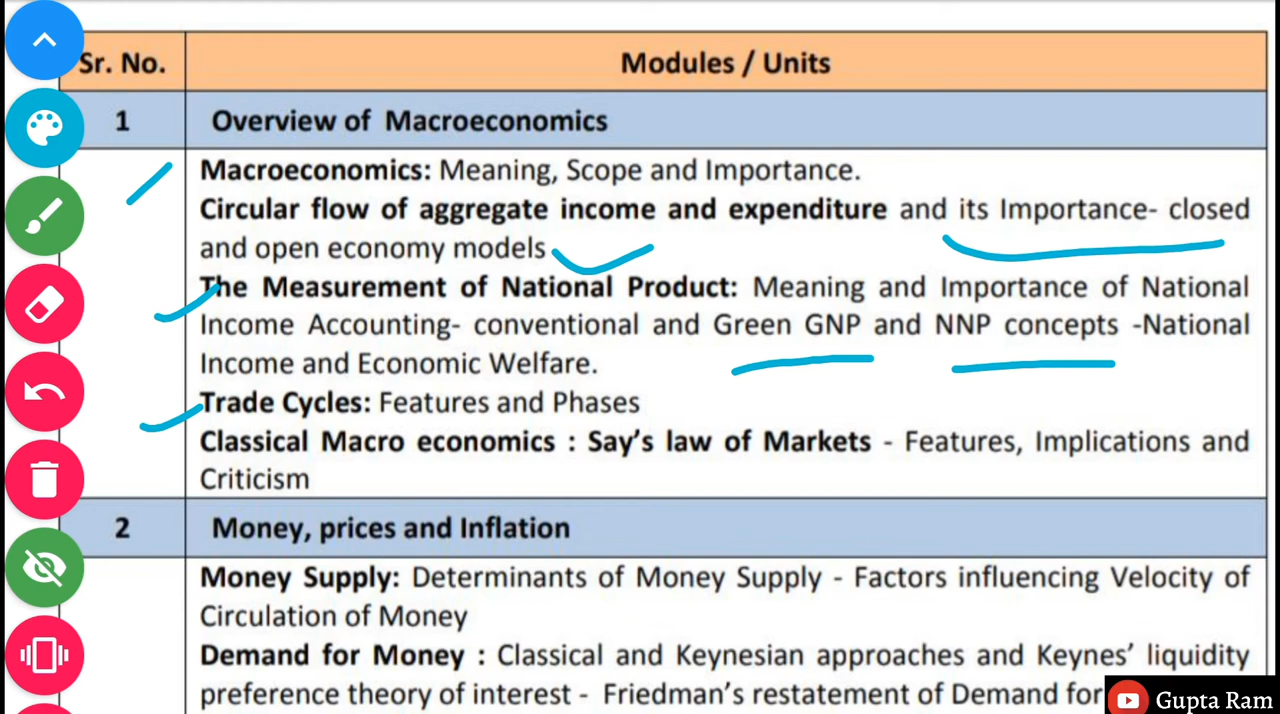 Sr. No. Modules / Units
1 Overview of Macroeconomics
Macroeconomics: Meaning, Scope and Importance.
Circular flow of aggregate income and expenditure and its Importance- closed
and open economy models
The Measurement of National Product: Meaning and Importance of National
Income Accounting- conventional and Green GNP and NNP concepts -National
Income and Economic Welfare.
Trade Cycles: Features and Phases
Classical Macro economics : Say's law of Markets - Features, Implications and
Criticism
2 Money, prices and Inflation
Money Supply: Determinants of Money Supply - Factors influencing Velocity of
Circulation of Money
Demand for Money : Classical and Keynesian approaches and Keynes' liquidity
preference theory of interest - Friedman's restatement of Demand for
Gupta Ram